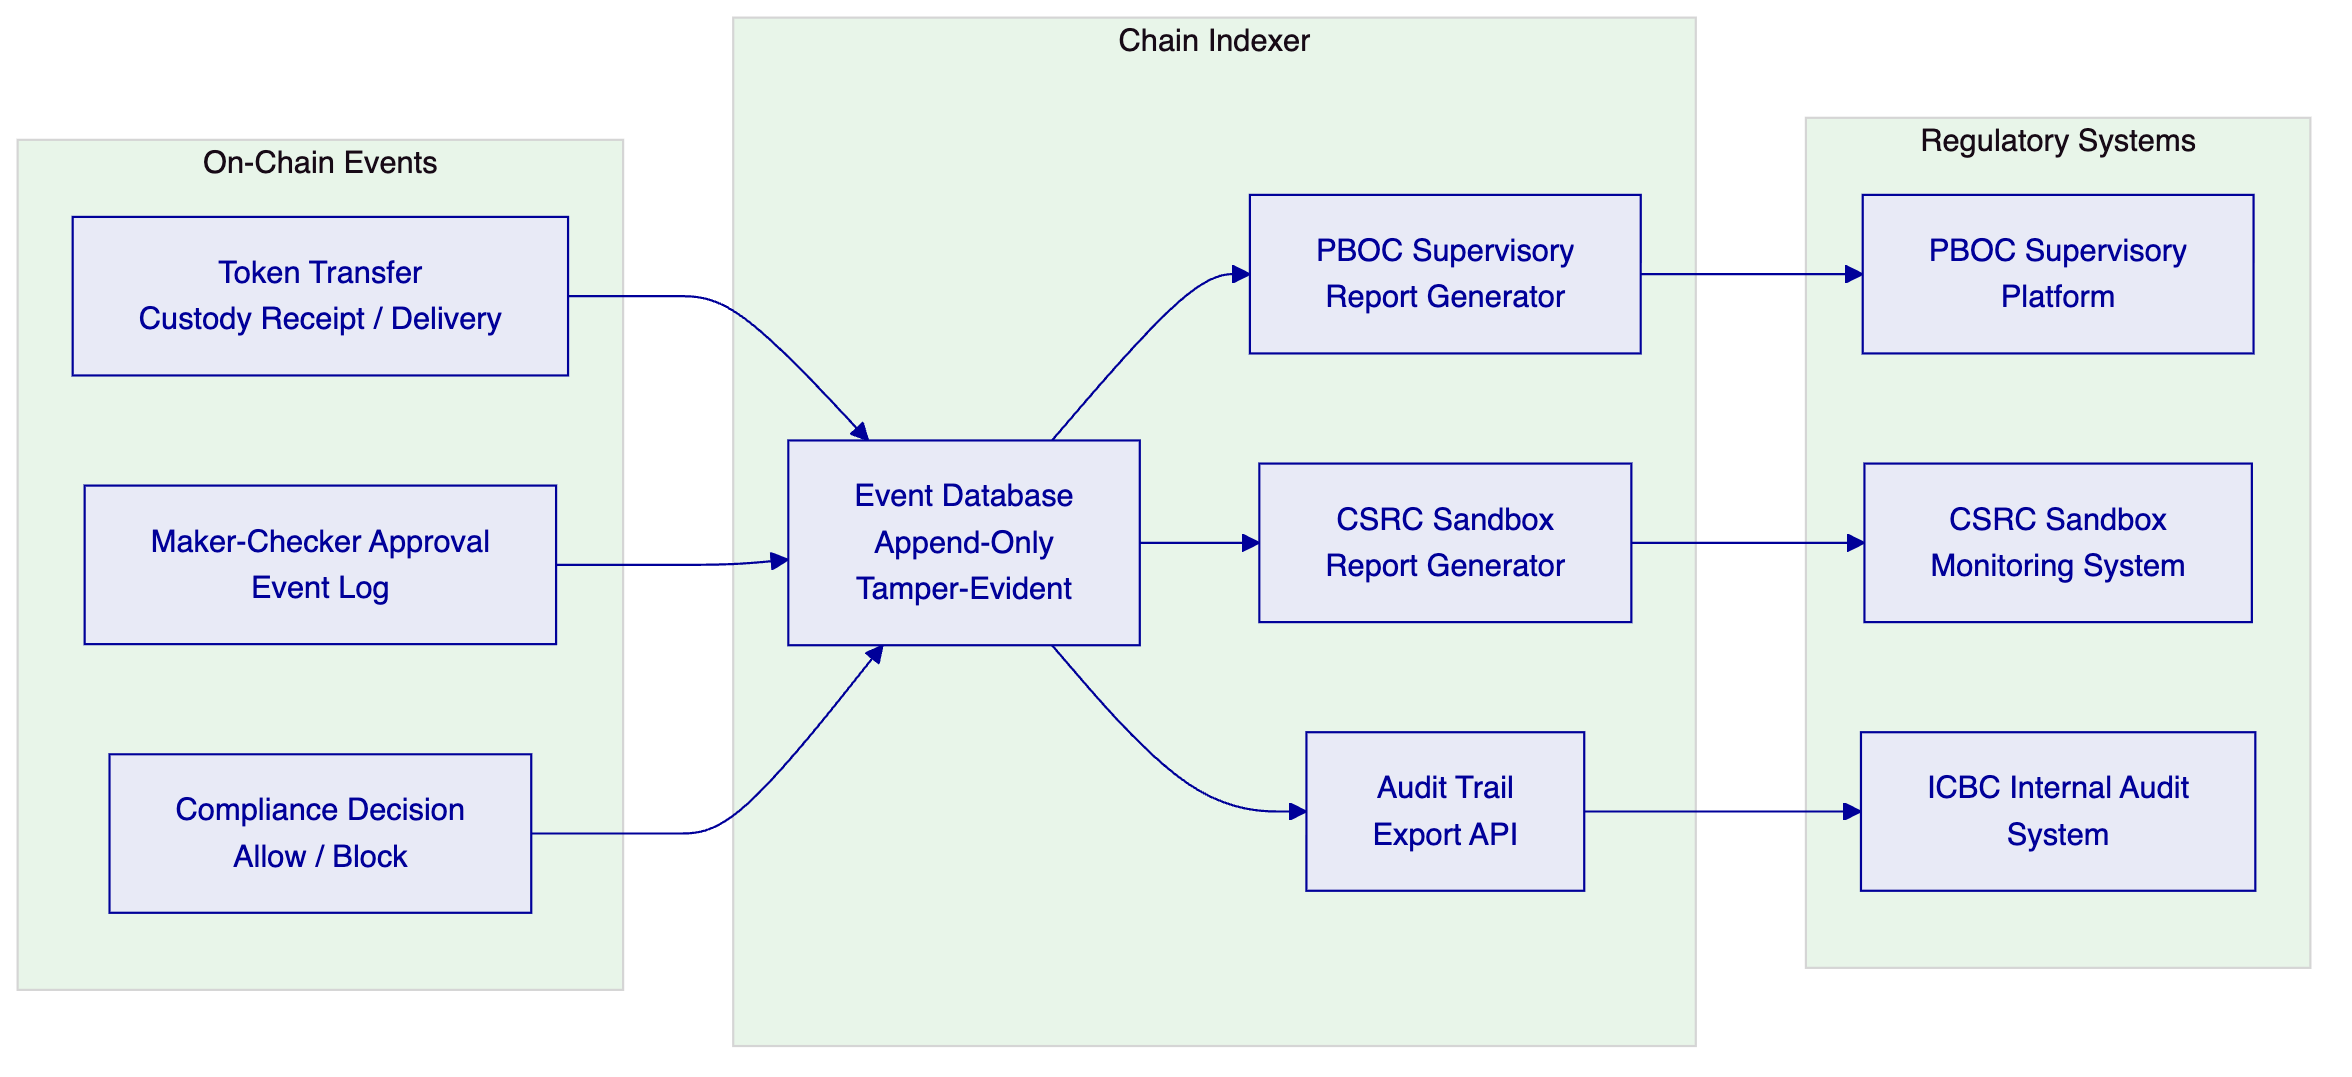 On-Chain Events
Token Transfer
Custody Receipt / Delivery
Maker-Checker Approval
Event Log
Compliance Decision
Allow / Block
Chain Indexer
Event Database
Append-Only
Tamper-Evident
PBOC Supervisory
Report Generator
CSRC Sandbox
Report Generator
Audit Trail
Export API
Regulatory Systems
PBOC Supervisory
Platform
CSRC Sandbox
Monitoring System
ICBC Internal Audit
System